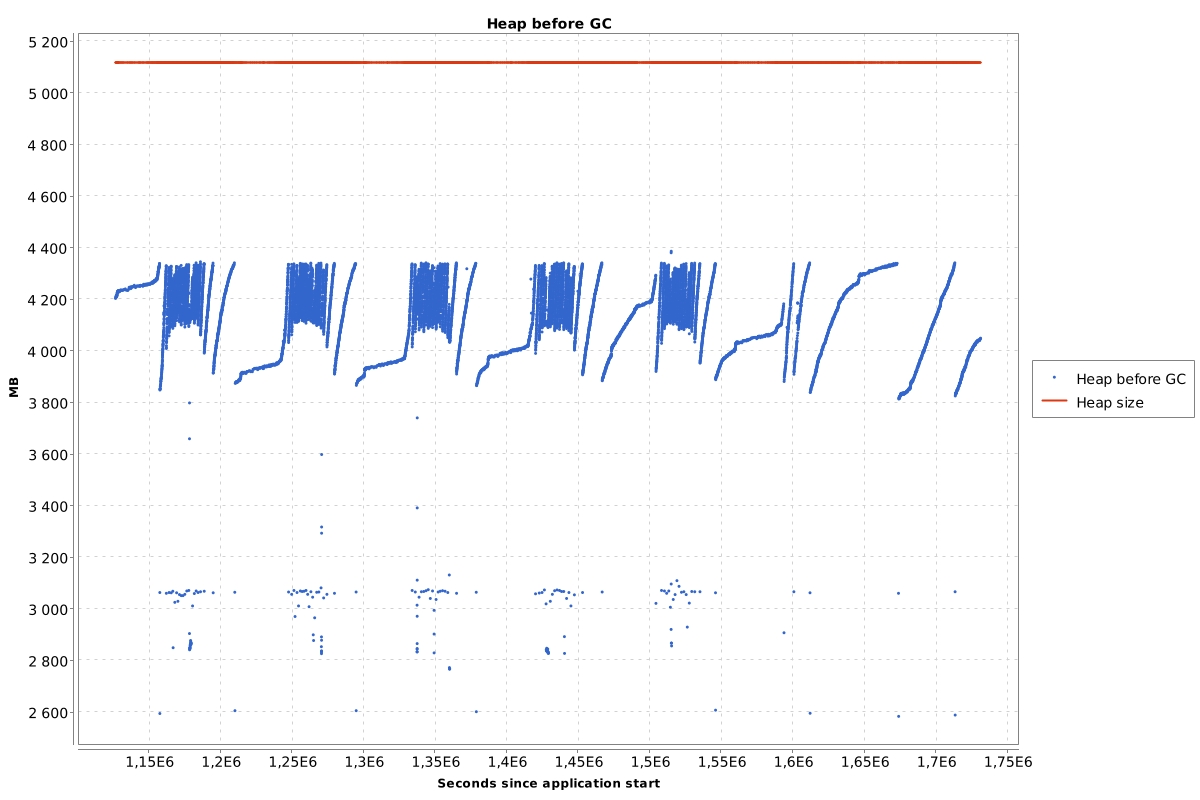 Heap before GC
5 200
5 000
4 800
4 600
4 400
4 200
4 000
3 800
3 600
3 400
3 200
3 000
2 800
2 600
MB
1,15E6 1,2E6 1,25E6 1,3E6 1,35E6 1,4E6 1,45E6 1,5E6 1,55E6 1,6E6 1,65E6 1,7E6 1,75E6
Seconds since application start
Heap before GC
Heap size